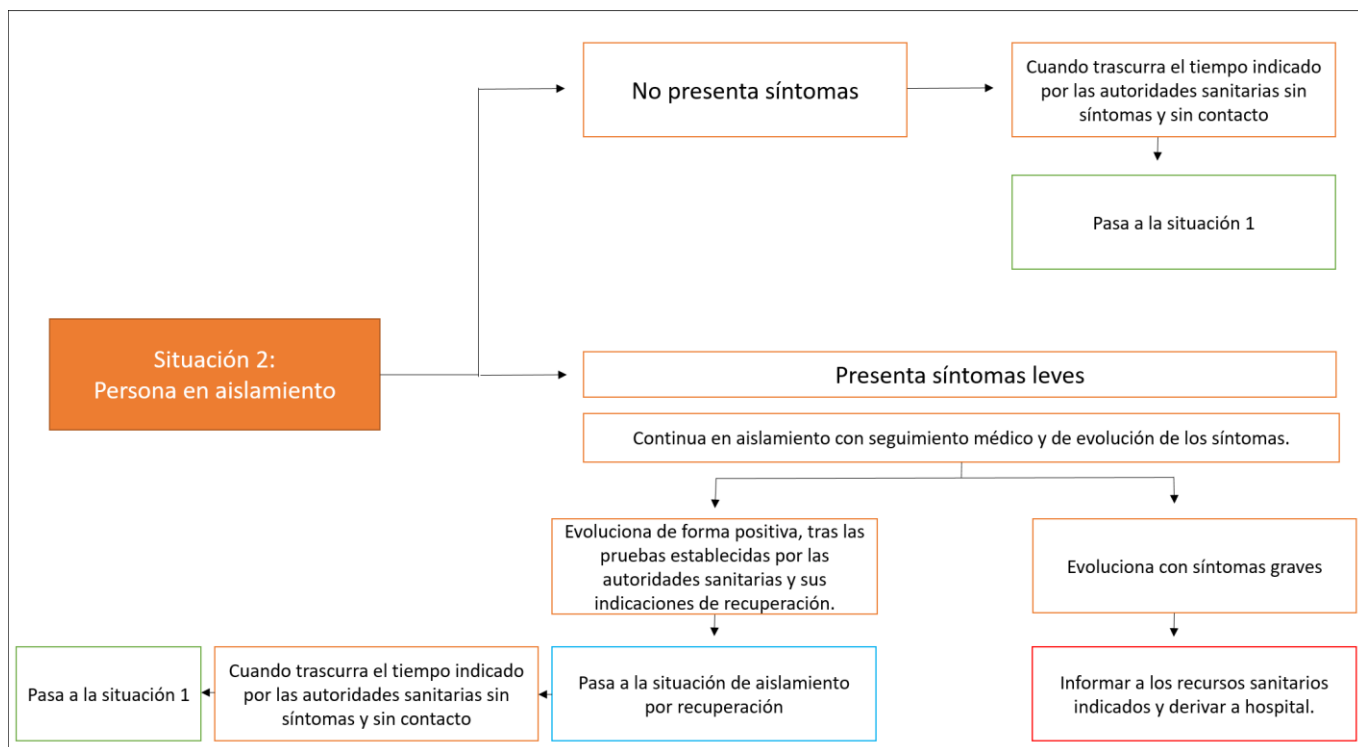 No presenta síntomas
Cuando trascurra el tiempo indicado
por las autoridades sanitarias sin
síntomas y sin contacto
Pasa a la situación 1
Situación 2:
Persona en aislamiento
Presenta síntomas leves
Continua en aislamiento con seguimiento médico y de evolución de los síntomas.
Evoluciona de forma positiva, tras las
pruebas establecidas por las
autoridades sanitarias y sus
indicaciones de recuperación.
Evoluciona con síntomas graves
Pasa a la situación 1
Cuando trascurra el tiempo indicado
por las autoridades sanitarias sin
síntomas y sin contacto
Pasa a la situación de aislamiento
por recuperación
Informar a los recursos sanitarios
indicados y derivar a hospital.